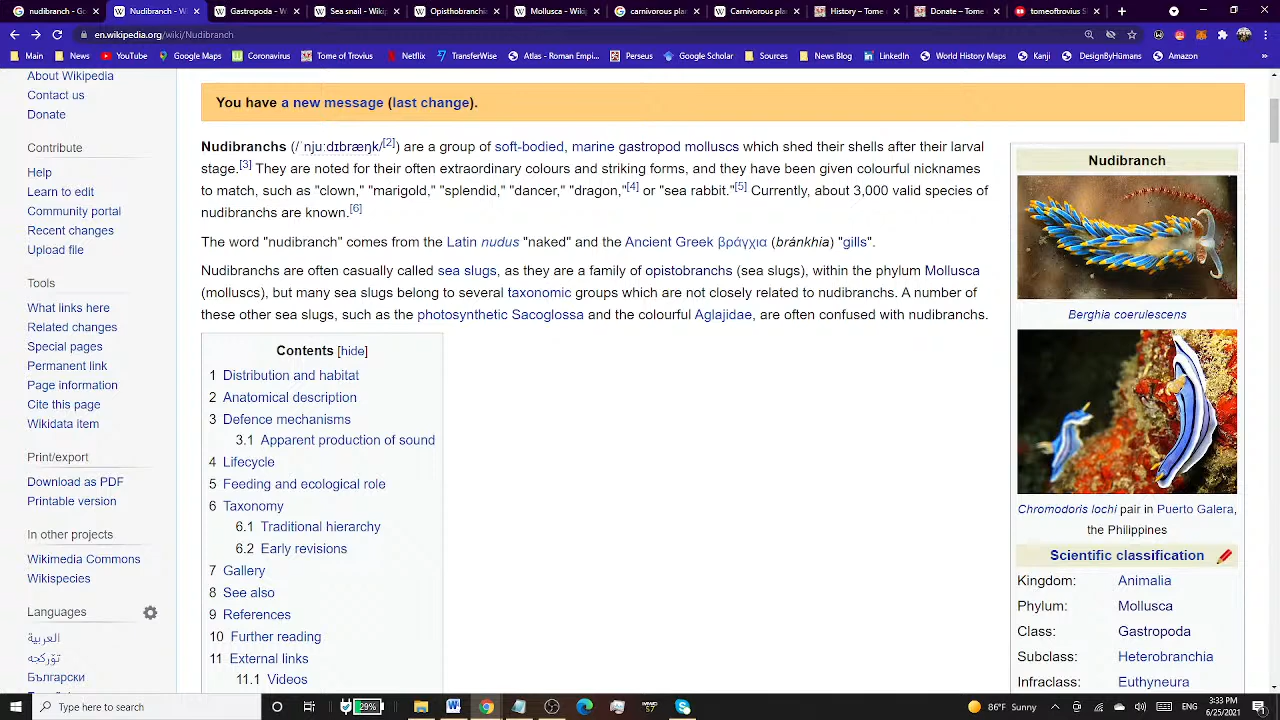 nudibranch - Go
Nudibranch - W
Gastropoda - W
Sea snail - Wiki
Opisthobranchi
Mollusca - Wiki
carnivorous pla
Carnivorous pla
History - Tome
Donate - Tome
tomeoftrovius S
en.wikipedia.org/wiki/Nudibranch
Main
News
YouTube
Google Maps
Coronavirus
Tome of Trovius
Netflix
TransferWise
Atlas - Roman Empi...
Perseus
Google Scholar
Sources
News Blog
LinkedIn
World History Maps
Kanji
DesignByHumans
Amazon
»
About Wikipedia
Contact us
Donate
Contribute
Help
Learn to edit
Community portal
Recent changes
Upload file
Tools
What links here
Related changes
Special pages
Permanent link
Page information
Cite this page
Wikidata item
Print/export
Download as PDF
Printable version
In other projects
Wikimedia Commons
Wikispecies
Languages
العربية
تۆرکجه
Български
You have a new message (last change).
Nudibranchs (/ˈnjuːdɪbræŋk/[2]) are a group of soft-bodied, marine gastropod molluscs which shed their shells after their larval
stage.[3] They are noted for their often extraordinary colours and striking forms, and they have been given colourful nicknames
to match, such as "clown," "marigold," "splendid," "dancer," "dragon,"[4] or "sea rabbit."[5] Currently, about 3,000 valid species of
nudibranchs are known.[6]
The word "nudibranch" comes from the Latin nudus "naked" and the Ancient Greek βράγχια (bránkhia) "gills".
Nudibranchs are often casually called sea slugs, as they are a family of opistobranchs (sea slugs), within the phylum Mollusca
(molluscs), but many sea slugs belong to several taxonomic groups which are not closely related to nudibranchs. A number of
these other sea slugs, such as the photosynthetic Sacoglossa and the colourful Aglajidae, are often confused with nudibranchs.
Contents [hide]
1 Distribution and habitat
2 Anatomical description
3 Defence mechanisms
3.1 Apparent production of sound
4 Lifecycle
5 Feeding and ecological role
6 Taxonomy
6.1 Traditional hierarchy
6.2 Early revisions
7 Gallery
8 See also
9 References
10 Further reading
11 External links
11.1 Videos
Nudibranch
Berghia coerulescens
Chromodoris lochi pair in Puerto Galera,
the Philippines
Scientific classification
Kingdom: Animalia
Phylum: Mollusca
Class: Gastropoda
Subclass: Heterobranchia
Infraclass: Euthyneura
Type here to search
29%
86°F Sunny
3:33 PM
6/25/2021